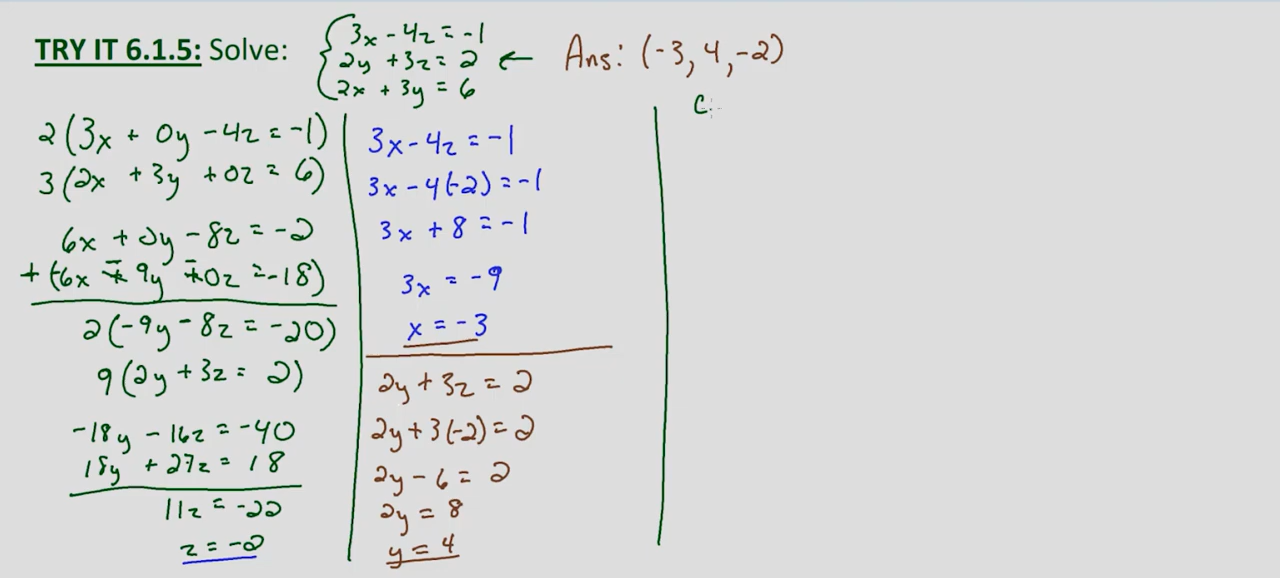 TRY IT 6.1.5: Solve:
3x - 4z = -1
2y + 3z = 2 ← Ans: (-3, 4, -2)
2x + 3y = 6
2(3x + 0y - 4z = -1)
3(2x + 3y + 0z = 6)
6x + 0y - 8z = -2
+ (-6x - 9y - 0z = -18)
2(-9y - 8z = -20)
9(2y + 3z = 2)
-18y - 16z = -40
18y + 27z = 18
11z = -22
z = -2
3x - 4z = -1
3x - 4(-2) = -1
3x + 8 = -1
3x = -9
x = -3
2y + 3z = 2
2y + 3(-2) = 2
2y - 6 = 2
2y = 8
y = 4